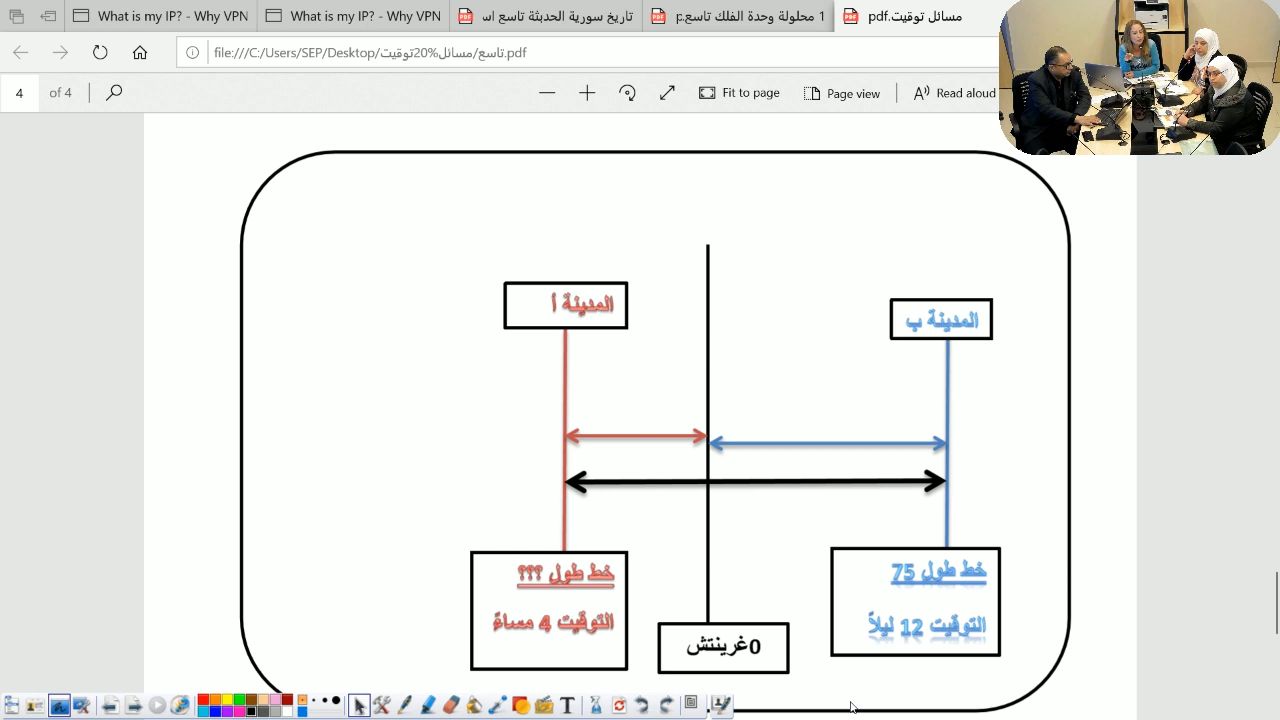 What is my IP? - Why VPN
What is my IP? - Why VPN
تاريخ سورية الحديثة تاسع اس
1 محلولة وحدة الفلك تاسع.p
مسائل توقيت.pdf
file:///C:/Users/SEP/Desktop/تاسع/مسائل%20توقيت.pdf
4 of 4
Fit to page
Page view
Read aloud
المدينة أ
المدينة ب
خط طول ؟؟؟
التوقيت 4 مساءً
خط طول 75
التوقيت 12 ليلاً
0غرينتش